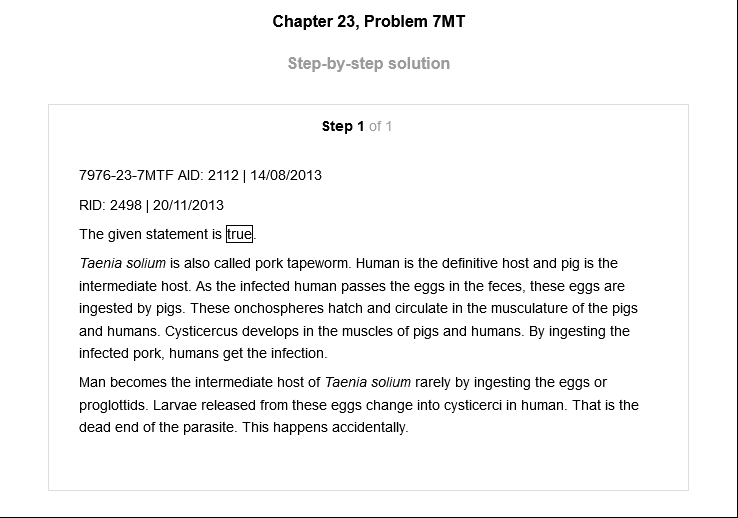 Chapter 23, Problem 7MT
Step-by-step solution
Step 1 of 1
7976-23-7MTF AID: 2112 | 14/08/2013
RID: 2498 | 20/11/2013
The given statement is true.
Taenia solium is also called pork tapeworm. Human is the definitive host and pig is the
intermediate host. As the infected human passes the eggs in the feces, these eggs are
ingested by pigs. These onchospheres hatch and circulate in the musculature of the pigs
and humans. Cysticercus develops in the muscles of pigs and humans. By ingesting the
infected pork, humans get the infection.
Man becomes the intermediate host of Taenia solium rarely by ingesting the eggs or
proglottids. Larvae released from these eggs change into cysticerci in human. That is the
dead end of the parasite. This happens accidentally.